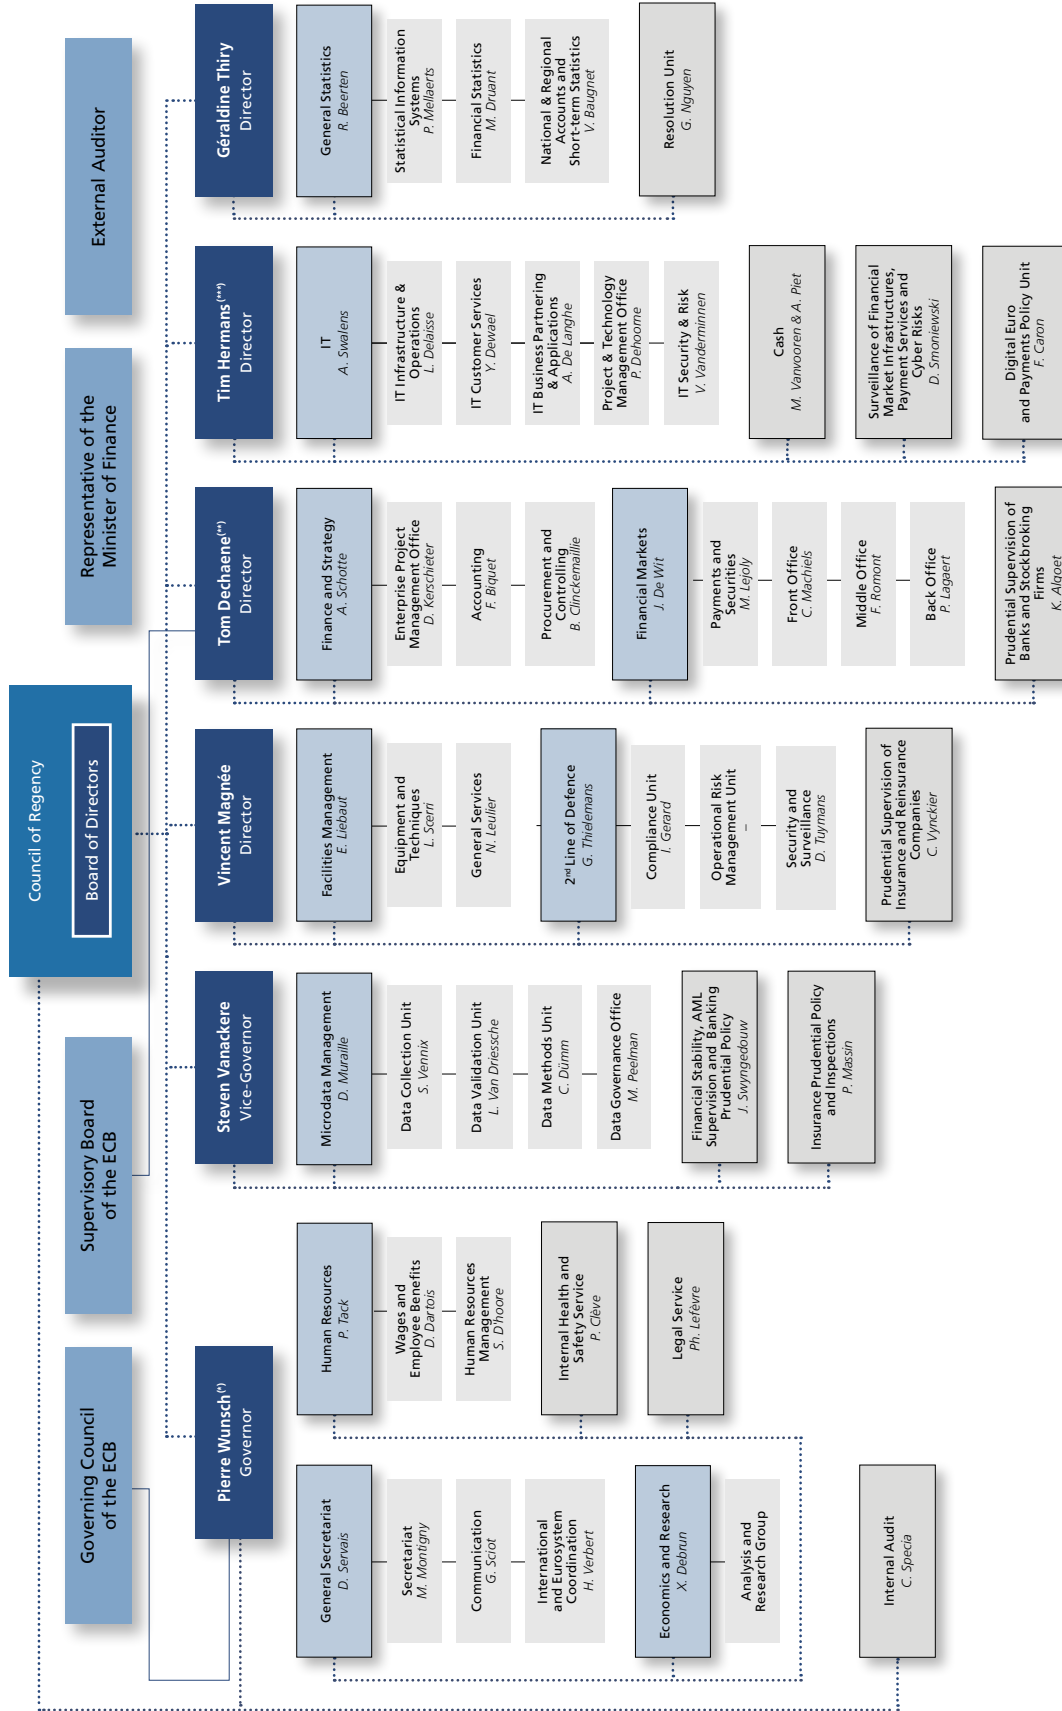 Council of Regency
Board of Directors
Governing Council
of the ECB
Supervisory Board
of the ECB
Representative of the
Minister of Finance
External Auditor
Pierre Wunsch(*)
Governor
General Secretariat
D. Servais
Secretariat
M. Montigny
Communication
G. Sciot
International
and Eurosystem
Coordination
H. Verbert
Economics and Research
X. Debrun
Analysis and
Research Group
Internal Audit
C. Specia
Human Resources
P. Tack
Wages and
Employee Benefits
D. Dartois
Human Resources
Management
S. D'hoore
Internal Health and
Safety Service
P. Clève
Legal Service
Ph. Lefèvre
Steven Vanackere
Vice-Governor
Microdata Management
D. Muraille
Data Collection Unit
S. Vennix
Data Validation Unit
L. Van Driessche
Data Methods Unit
C. Dümm
Data Governance Office
M. Peelman
Financial Stability, AML
Supervision and Banking
Prudential Policy
J. Swyngedouw
Insurance Prudential Policy
and Inspections
P. Massin
Vincent Magnée
Director
Facilities Management
E. Liebaut
Equipment and
Techniques
L. Scerri
General Services
N. Leulier
2nd Line of Defence
G. Thielemans
Compliance Unit
I. Gerard
Operational Risk
Management Unit
–
Security and
Surveillance
D. Tuymans
Prudential Supervision of
Insurance and Reinsurance
Companies
C. Vynckier
Tom Dechaene(**)
Director
Finance and Strategy
A. Schotte
Enterprise Project
Management Office
D. Kerschieter
Accounting
F. Biquet
Procurement and
Controlling
B. Clinckemaillie
Financial Markets
J. De Wit
Payments and
Securities
M. Lejoly
Front Office
C. Machiels
Middle Office
F. Romont
Back Office
P. Lagaert
Prudential Supervision of
Banks and Stockbroking
Firms
K. Algoet
Tim Hermans(***)
Director
IT
A. Swalens
IT Infrastructure &
Operations
L. Delaisse
IT Customer Services
Y. Dewael
IT Business Partnering
& Applications
A. De Langhe
Project & Technology
Management Office
P. Dehoorne
IT Security & Risk
V. Vanderminnen
Cash
M. Vanvooren & A. Piet
Surveillance of Financial
Market Infrastructures,
Payment Services and
Cyber Risks
D. Smoniewski
Digital Euro
and Payments Policy Unit
F. Caron
Géraldine Thiry
Director
General Statistics
R. Beerten
Statistical Information
Systems
P. Mellaerts
Financial Statistics
M. Druant
National & Regional
Accounts and
Short-term Statistics
V. Baugnet
Resolution Unit
G. Nguyen